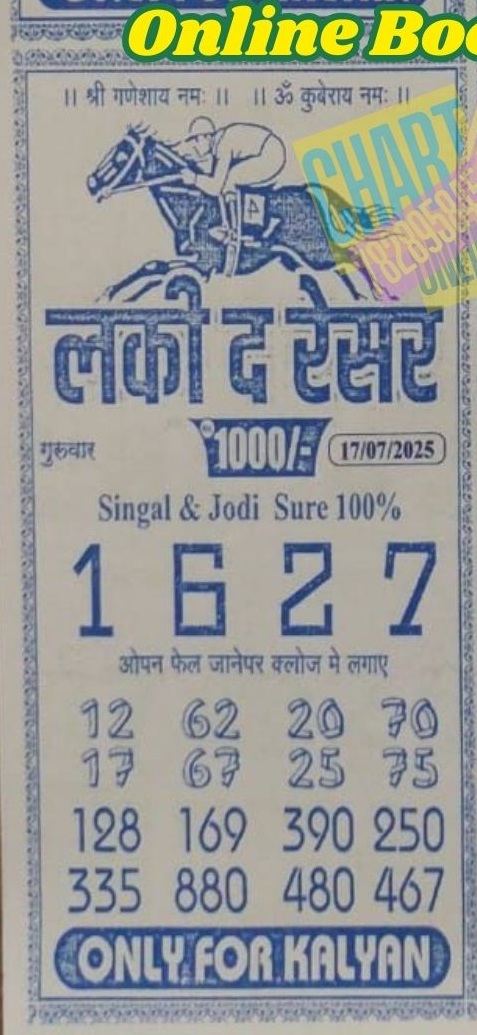 Online Boo
|| श्री गणेशाय नमः || || ॐ कुबेराय नमः ||
CHART
लकी द रेसर
गुरुवार 1000/- 17/07/2025
Singal & Jodi Sure 100%
1 6 2 7
ओपन फेल जानेपर क्लोज मे लगाए
12 62 20 70
17 67 25 75
128 169 390 250
335 880 480 467
ONLY FOR KALYAN